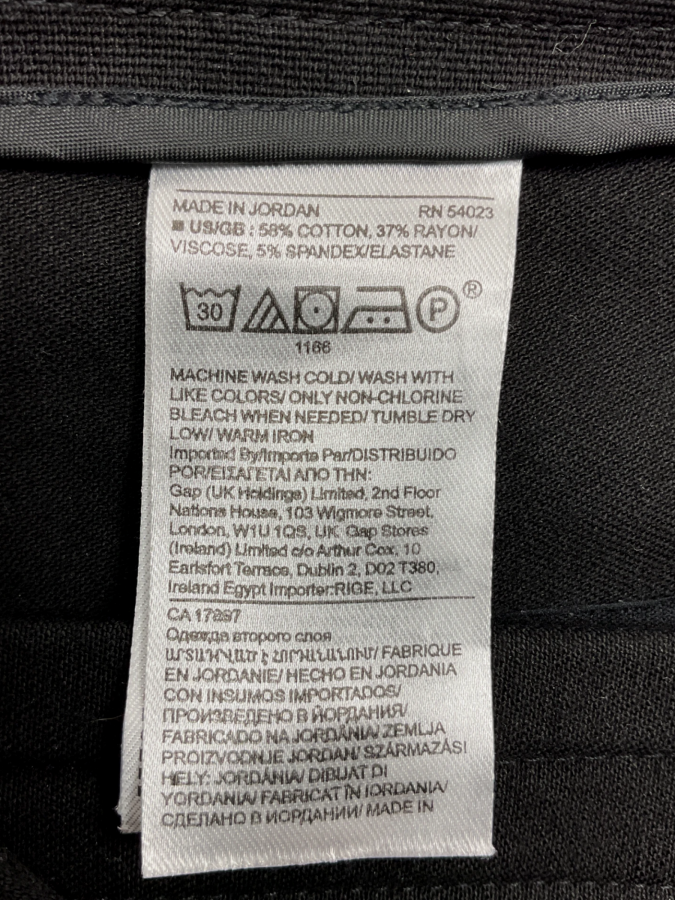 MADE IN JORDAN RN 54023
■ US/GB : 58% COTTON, 37% RAYON/
VISCOSE, 5% SPANDEX/ELASTANE
30 P ®
1166
MACHINE WASH COLD/ WASH WITH
LIKE COLORS/ ONLY NON-CHLORINE
BLEACH WHEN NEEDED/ TUMBLE DRY
LOW/ WARM IRON
Imported By/Importe Par/DISTRIBUIDO
POR/ΕΙΣΑΓΕΤΑΙ ΑΠΟ ΤΗΝ:
Gap (UK Holdings) Limited, 2nd Floor
Nations House, 103 Wigmore Street,
London, W1U 1QS, UK Gap Stores
(Ireland) Limited c/o Arthur Cox, 10
Earlsfort Terrace, Dublin 2, D02 T380,
Ireland Egypt Importer:RIGE, LLC
CA 17897
Одежда второго слоя
ԱՐՏԱԴՐՎԱԾ Է ՀՈՐԴԱՆԱՆՈՒՄ/ FABRIQUE
EN JORDANIE/ HECHO EN JORDANIA
CON INSUMOS IMPORTADOS/
ПРОИЗВЕДЕНО В ЙОРДАНИЯ/
FABRICADO NA JORDÂNIA/ ZEMLJA
PROIZVODNJE JORDAN/ SZÁRMAZÁSI
HELY: JORDÁNIA/ DIBUAT DI
YORDANIA/ FABRICAT ÎN IORDANIA/
СДЕЛАНО В ИОРДАНИИ/ MADE IN